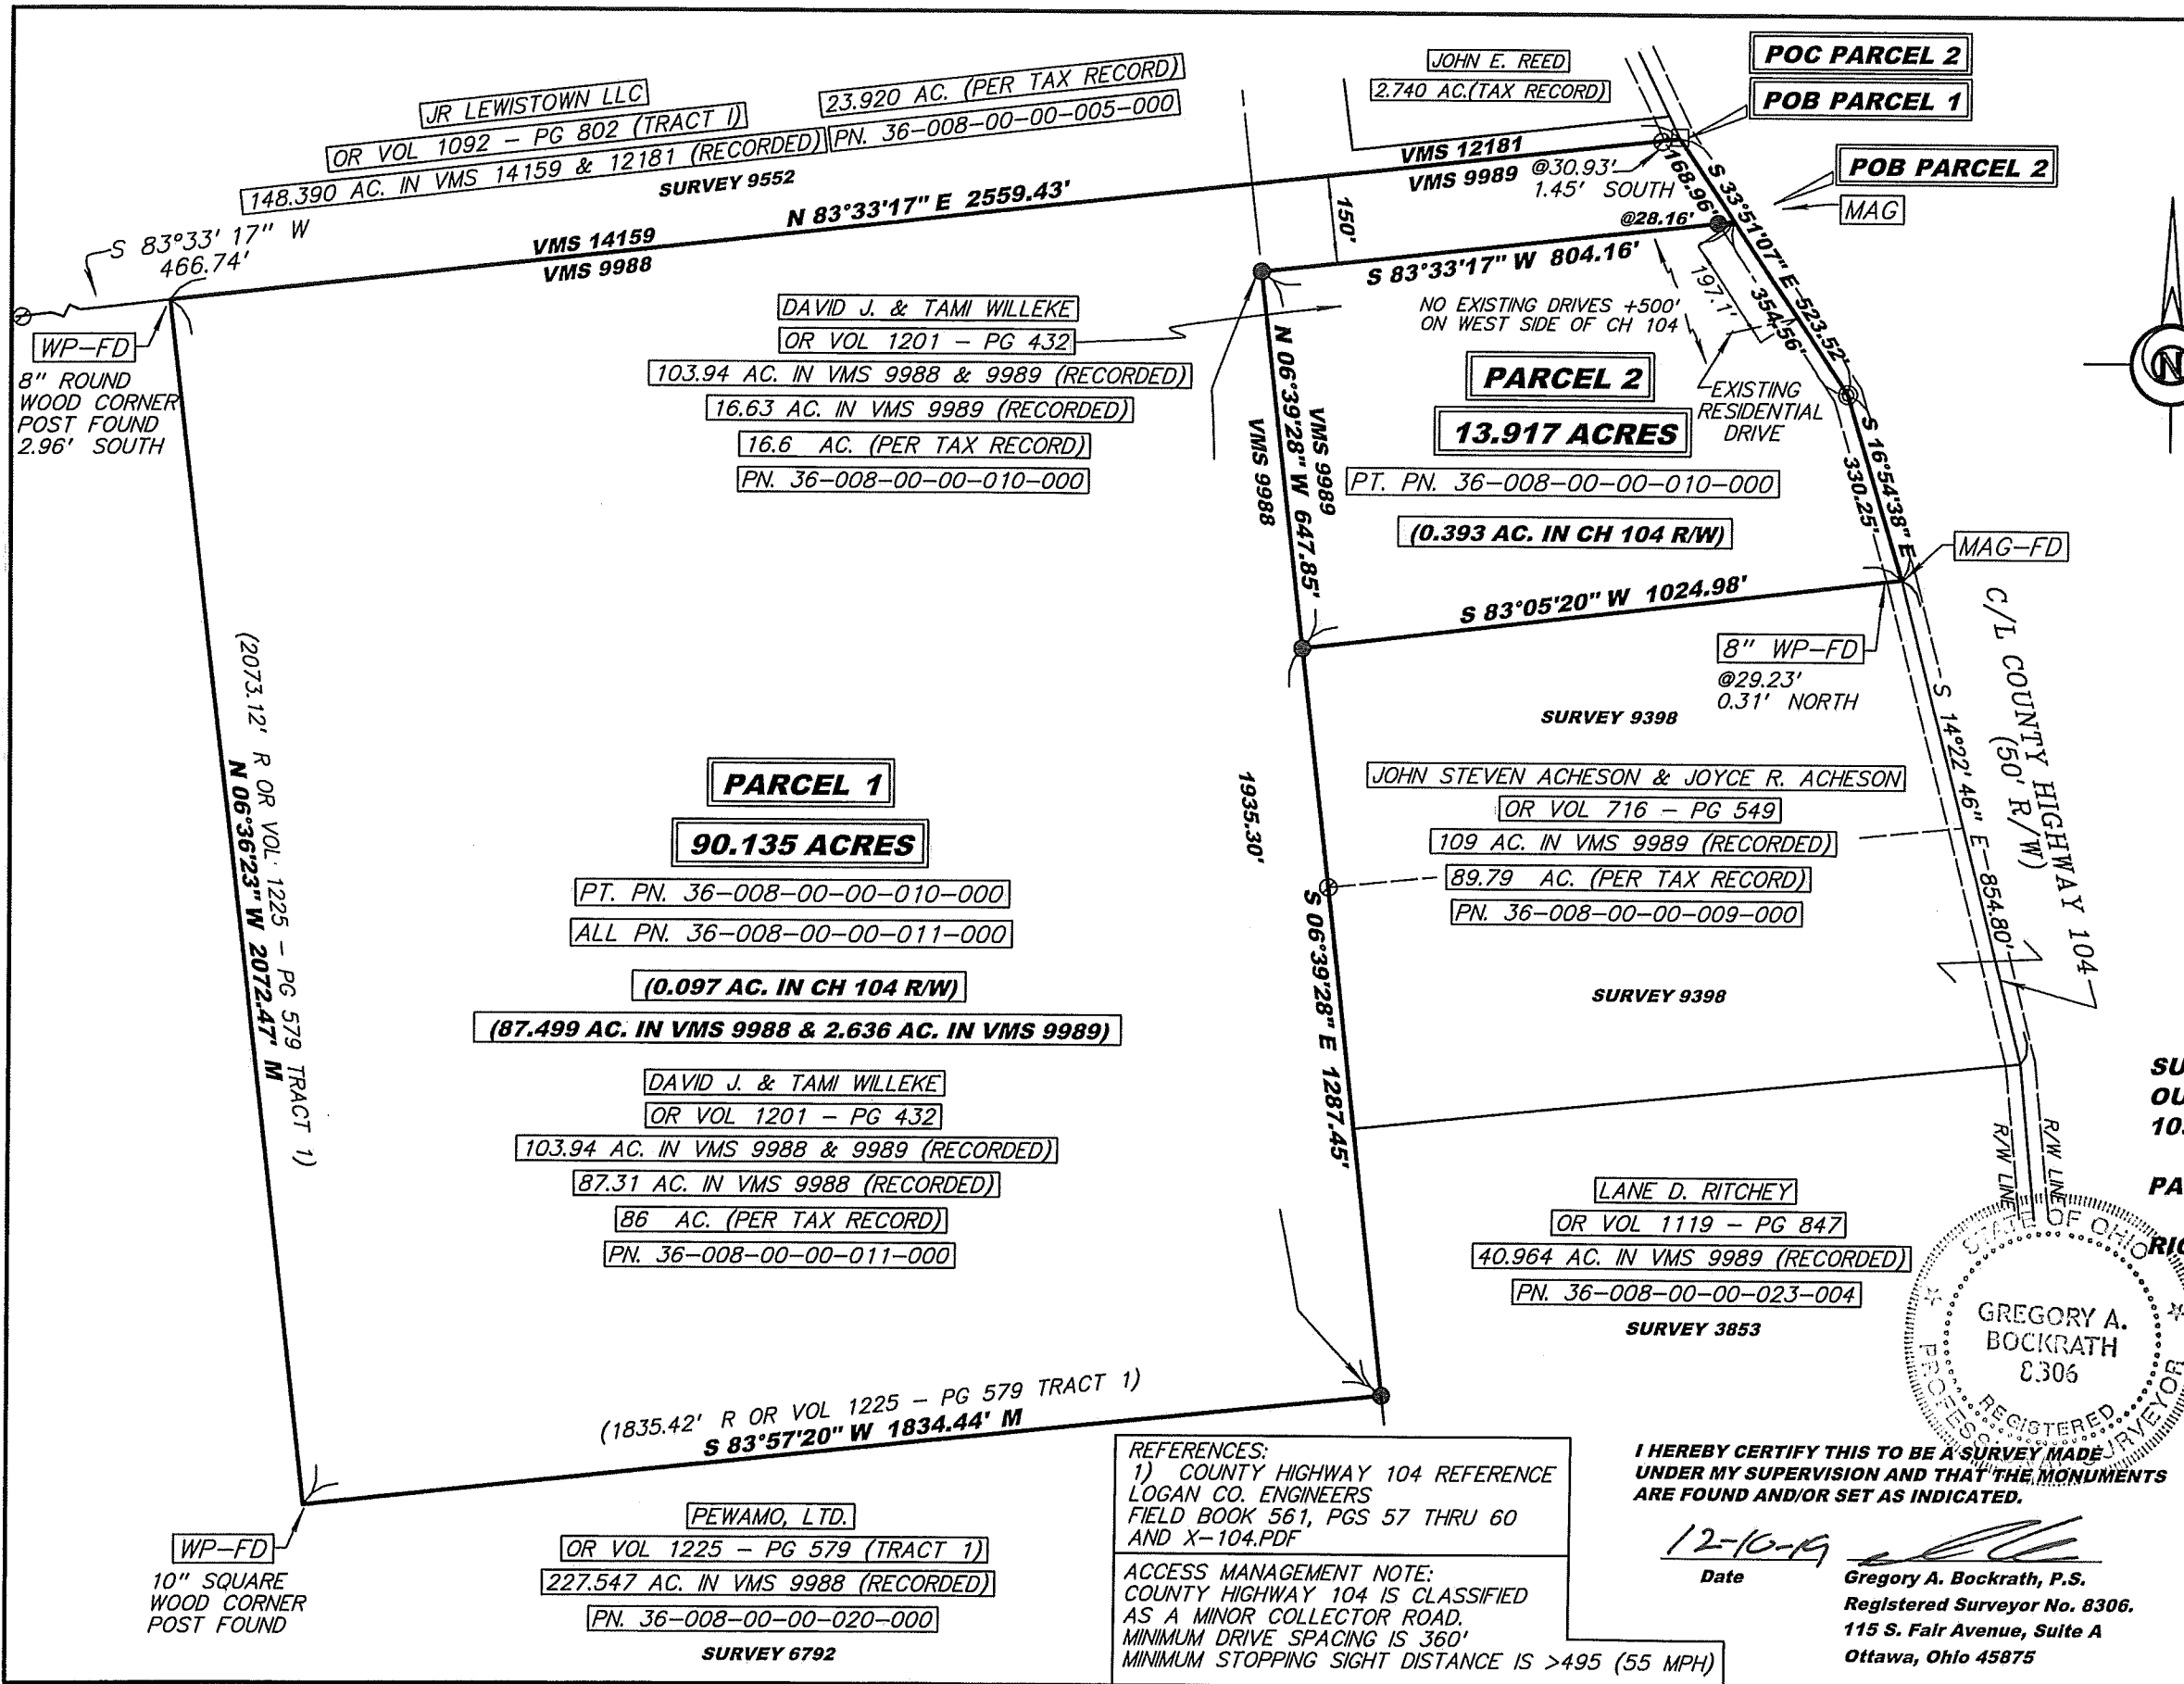 JR LEWISTOWN LLC
OR VOL 1092 - PG 802 (TRACT I)
148.390 AC. IN VMS 14159 & 12181 (RECORDED)
23.920 AC. (PER TAX RECORD)
PN. 36-008-00-00-005-000
SURVEY 9552
JOHN E. REED
2.740 AC.(TAX RECORD)
POC PARCEL 2
POB PARCEL 1
POB PARCEL 2
MAG
S 83°33' 17" W
466.74'
N 83°33'17" E 2559.43'
VMS 14159
VMS 9988
VMS 12181
VMS 9989
@30.93'
1.45' SOUTH
168.96'
S 33°51'07" E 523.52'
@28.16'
150'
S 83°33'17" W 804.16'
197.1'
354.56'
NO EXISTING DRIVES +500'
ON WEST SIDE OF CH 104
EXISTING
RESIDENTIAL
DRIVE
WP-FD
8" ROUND
WOOD CORNER
POST FOUND
2.96' SOUTH
DAVID J. & TAMI WILLEKE
OR VOL 1201 - PG 432
103.94 AC. IN VMS 9988 & 9989 (RECORDED)
16.63 AC. IN VMS 9989 (RECORDED)
16.6 AC. (PER TAX RECORD)
PN. 36-008-00-00-010-000
N 06°39'28" W 647.85'
VMS 9989
VMS 9988
PARCEL 2
13.917 ACRES
PT. PN. 36-008-00-00-010-000
(0.393 AC. IN CH 104 R/W)
S 16°54'38" E
330.25'
MAG-FD
S 83°05'20" W 1024.98'
8" WP-FD
@29.23'
0.31' NORTH
C/L COUNTY HIGHWAY 104
(50' R/W)
S 14°22'46" E 854.80'
SURVEY 9398
N
(2073.12' R OR VOL 1225 - PG 579 TRACT 1)
N 06°36'23" W 2072.47' M
PARCEL 1
90.135 ACRES
PT. PN. 36-008-00-00-010-000
ALL PN. 36-008-00-00-011-000
(0.097 AC. IN CH 104 R/W)
(87.499 AC. IN VMS 9988 & 2.636 AC. IN VMS 9989)
DAVID J. & TAMI WILLEKE
OR VOL 1201 - PG 432
103.94 AC. IN VMS 9988 & 9989 (RECORDED)
87.31 AC. IN VMS 9988 (RECORDED)
86 AC. (PER TAX RECORD)
PN. 36-008-00-00-011-000
1935.30'
S 06°39'28" E 1287.45'
JOHN STEVEN ACHESON & JOYCE R. ACHESON
OR VOL 716 - PG 549
109 AC. IN VMS 9989 (RECORDED)
89.79 AC. (PER TAX RECORD)
PN. 36-008-00-00-009-000
SURVEY 9398
R/W LINE
R/W LINE
LANE D. RITCHEY
OR VOL 1119 - PG 847
40.964 AC. IN VMS 9989 (RECORDED)
PN. 36-008-00-00-023-004
SURVEY 3853
SU
OU
10
PA
RIG
STATE OF OHIO
GREGORY A.
BOCKRATH
8306
REGISTERED
PROFESSIONAL SURVEYOR
(1835.42' R OR VOL 1225 - PG 579 TRACT 1)
S 83°57'20" W 1834.44' M
WP-FD
10" SQUARE
WOOD CORNER
POST FOUND
PEWAMO, LTD.
OR VOL 1225 - PG 579 (TRACT 1)
227.547 AC. IN VMS 9988 (RECORDED)
PN. 36-008-00-00-020-000
SURVEY 6792
REFERENCES:
1) COUNTY HIGHWAY 104 REFERENCE
LOGAN CO. ENGINEERS
FIELD BOOK 561, PGS 57 THRU 60
AND X-104.PDF
ACCESS MANAGEMENT NOTE:
COUNTY HIGHWAY 104 IS CLASSIFIED
AS A MINOR COLLECTOR ROAD.
MINIMUM DRIVE SPACING IS 360'
MINIMUM STOPPING SIGHT DISTANCE IS >495 (55 MPH)
I HEREBY CERTIFY THIS TO BE A SURVEY MADE
UNDER MY SUPERVISION AND THAT THE MONUMENTS
ARE FOUND AND/OR SET AS INDICATED.
12-10-19
Date
Gregory A. Bockrath, P.S.
Registered Surveyor No. 8306.
115 S. Fair Avenue, Suite A
Ottawa, Ohio 45875